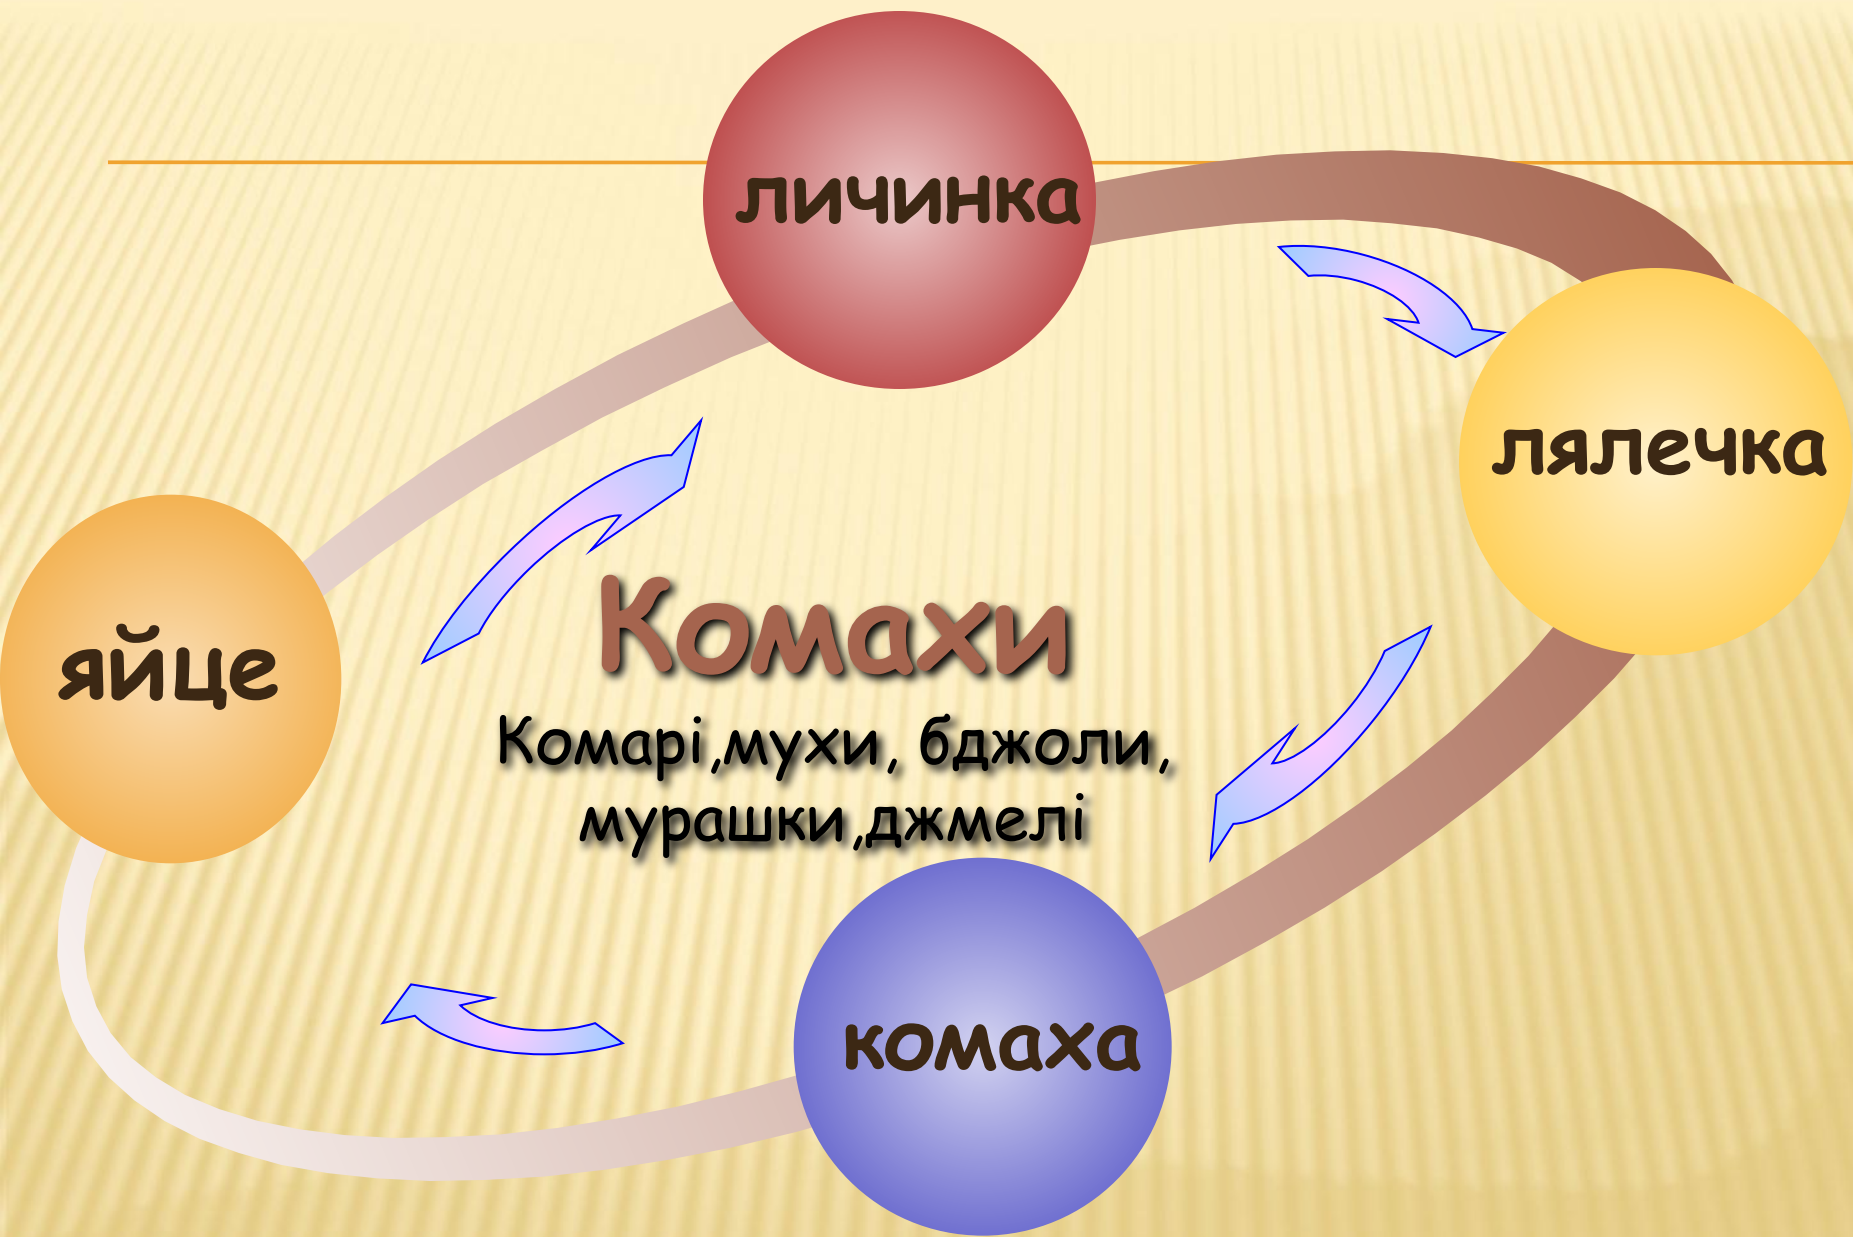 личинка
лялечка
яйце
Комахи
Комарі,мухи, бджоли,
мурашки,джмелі
комаха